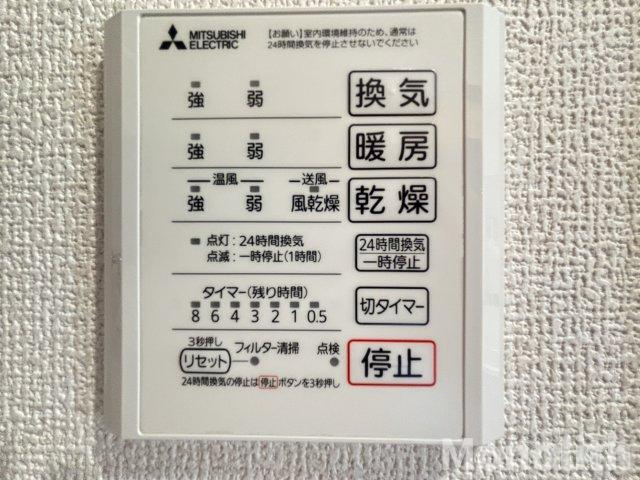 MITSUBISHI
ELECTRIC
【お願い】室内環境維持のため、通常は
24時間換気を停止させないでください
強 弱 換気
強 弱 暖房
温風 送風
強 弱 風乾燥 乾燥
点灯:24時間換気
点滅:一時停止(1時間)
24時間換気
一時停止
タイマー(残り時間)
8 6 4 3 2 1 0.5
切タイマー
3秒押し
リセット フィルター清掃 点検
停止
24時間換気の停止は停止ボタンを3秒押し